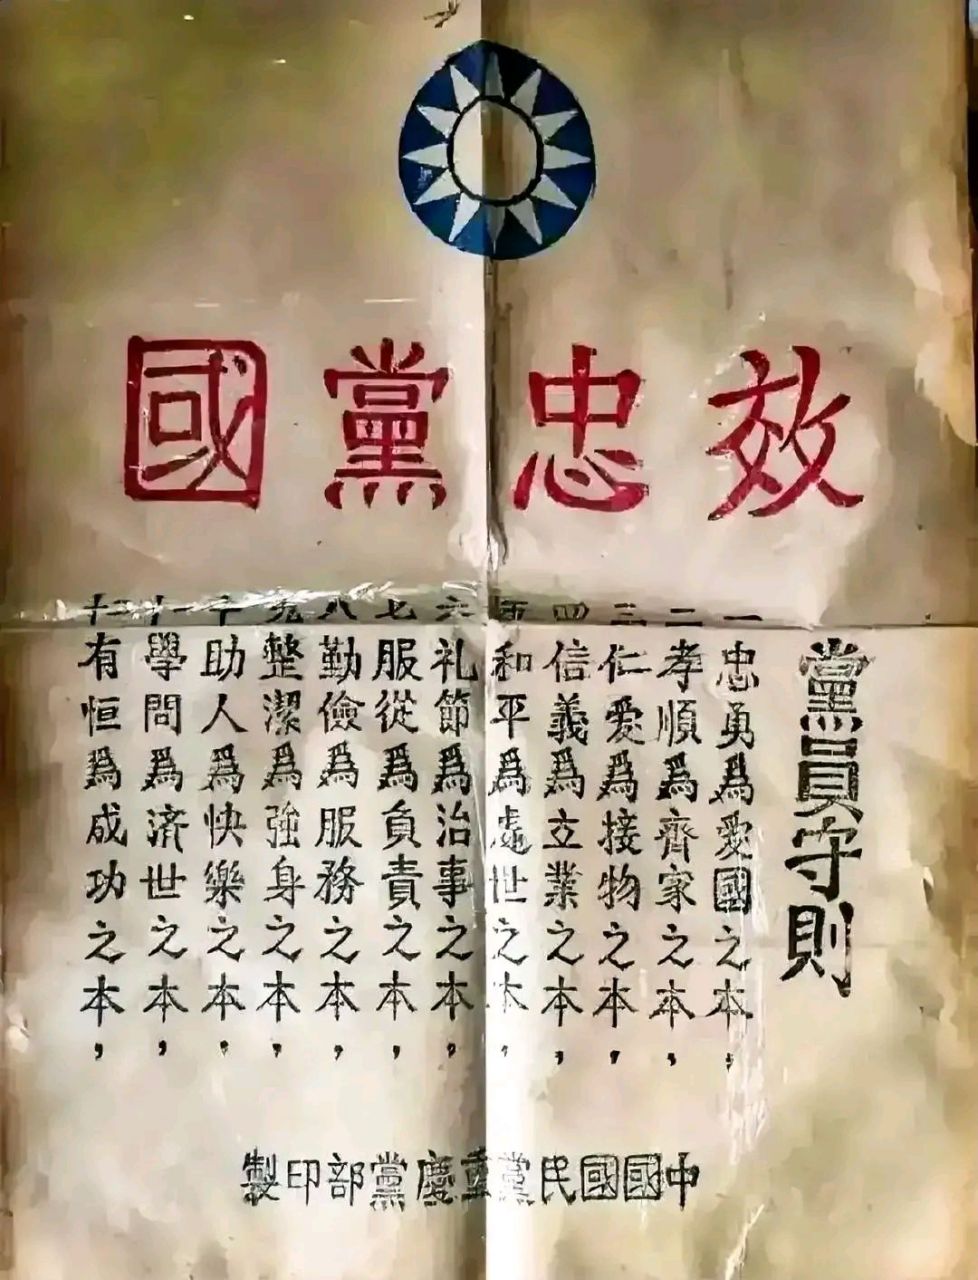 效忠黨國
黨員守則
一 忠勇為愛國之本，
二 孝順為齊家之本，
三 仁愛為接物之本，
四 信義為立業之本，
五 和平為處世之本，
六 礼節為治事之本，
七 服從為負責之本，
八 勤儉為服務之本，
九 整潔為強身之本，
十 助人為快樂之本，
十一 學問為济世之本，
十二 有恒為成功之本，
中國國民黨重慶黨部印製